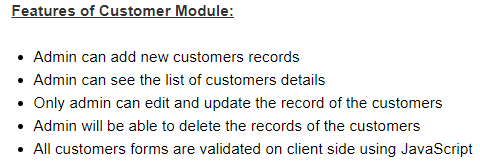 Features of Customer Module:
• Admin can add new customers records
• Admin can see the list of customers details
• Only admin can edit and update the record of the customers
• Admin will be able to delete the records of the customers
• All customers forms are validated on client side using JavaScript